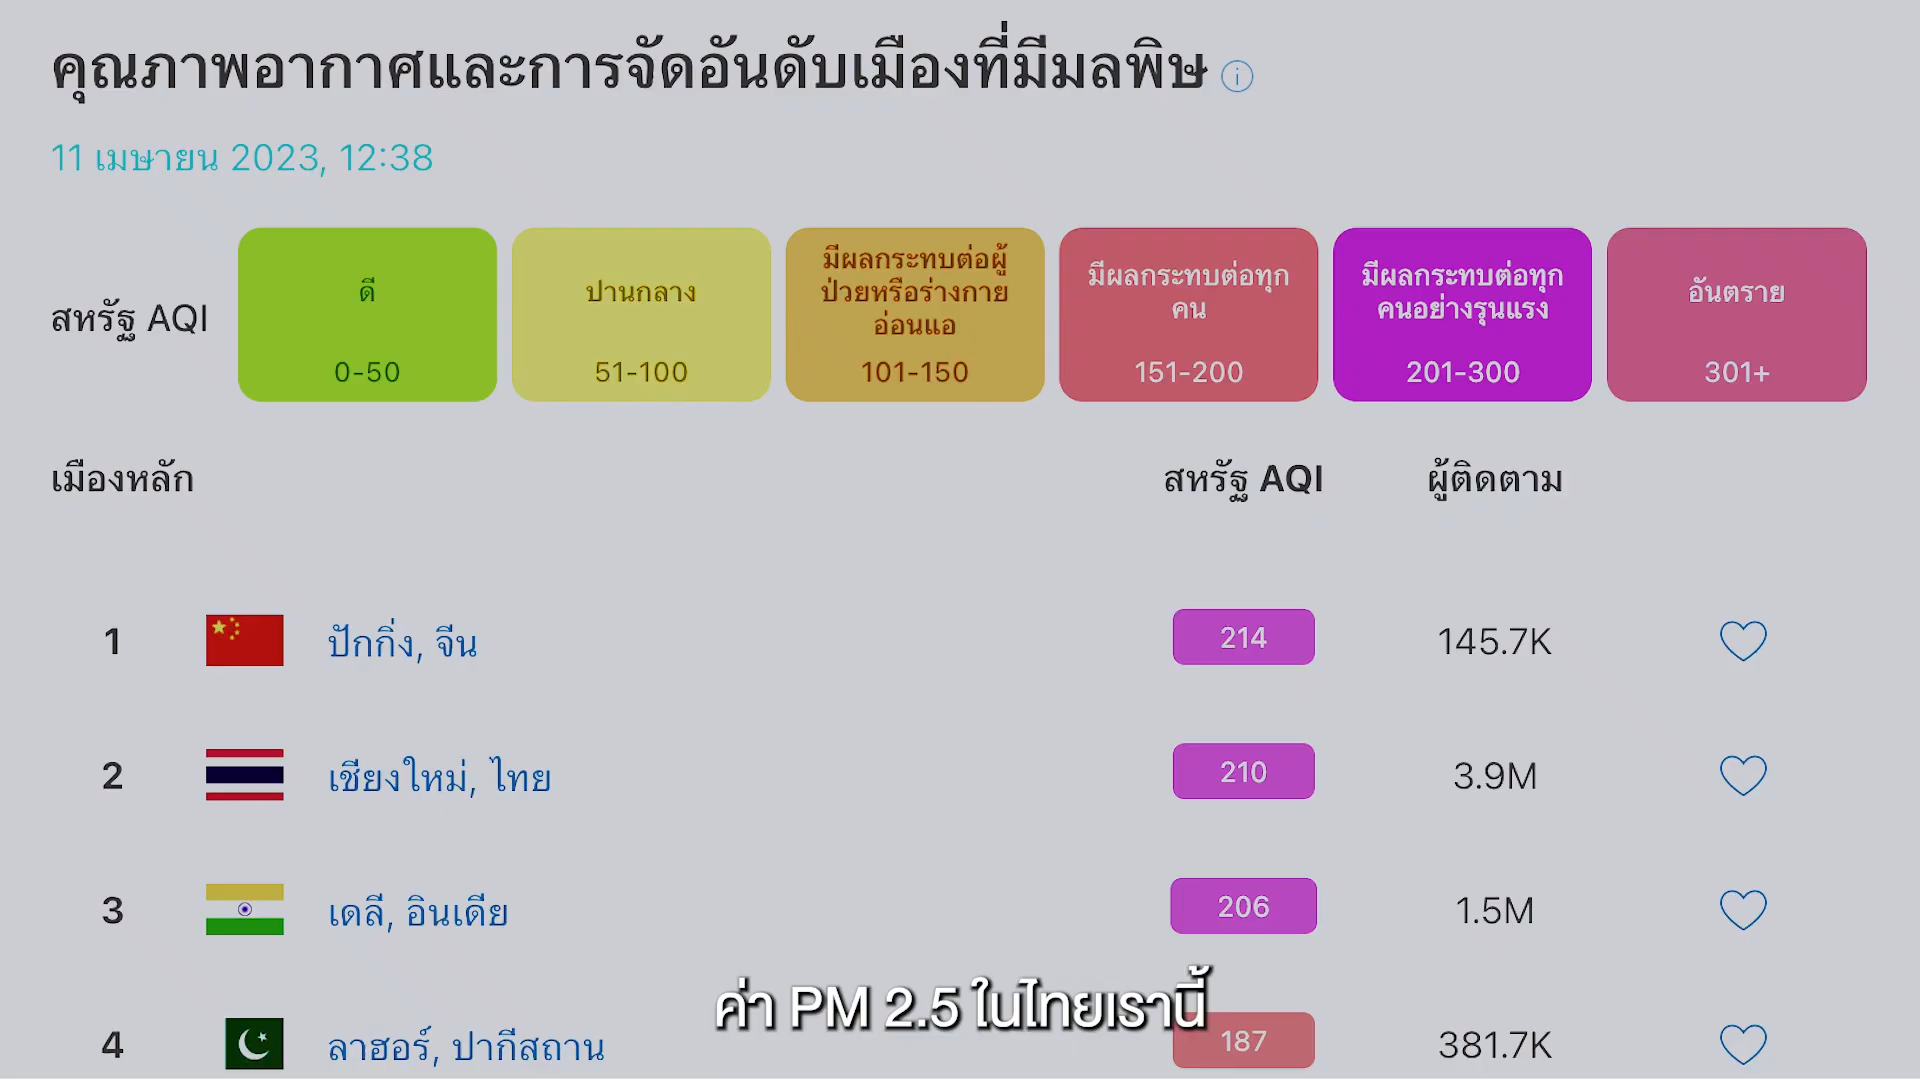 คุณภาพอากาศและการจัดอันดับเมืองที่มีมลพิษ
11 เมษายน 2023, 12:38
สหรัฐ AQI
ดี
0-50
ปานกลาง
51-100
มีผลกระทบต่อผู้
ป่วยหรือร่างกาย
อ่อนแอ
101-150
มีผลกระทบต่อทุก
คน
151-200
มีผลกระทบต่อทุก
คนอย่างรุนแรง
201-300
อันตราย
301+
เมืองหลัก สหรัฐ AQI ผู้ติดตาม
1 ปักกิ่ง, จีน 214 145.7K
2 เชียงใหม่, ไทย 210 3.9M
3 เดลี, อินเดีย 206 1.5M
ค่า PM 2.5 ในไทยเรานี้
4 ลาฮอร์, ปากีสถาน 187 381.7K